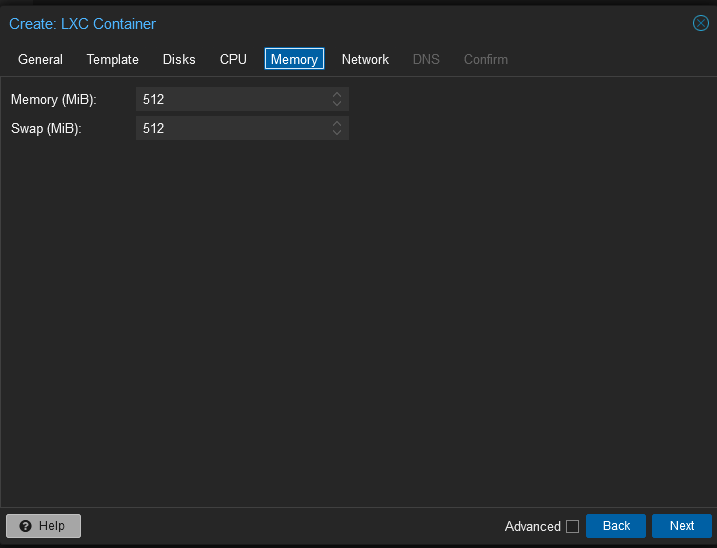 Create: LXC Container
General Template Disks CPU Memory Network DNS Confirm
Memory (MiB): 512
Swap (MiB): 512
Help Advanced Back Next